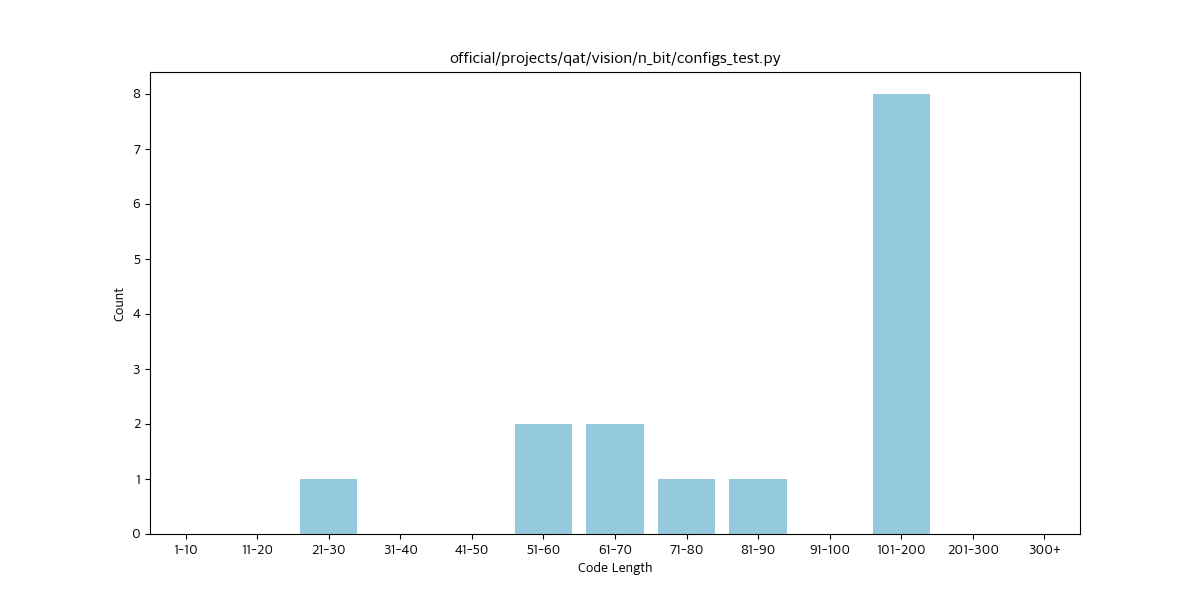 official/projects/qat/vision/n_bit/configs_test.py
8
7
6
5
4
3
2
1
0
Count
1-10 11-20 21-30 31-40 41-50 51-60 61-70 71-80 81-90 91-100 101-200 201-300 300+
Code Length